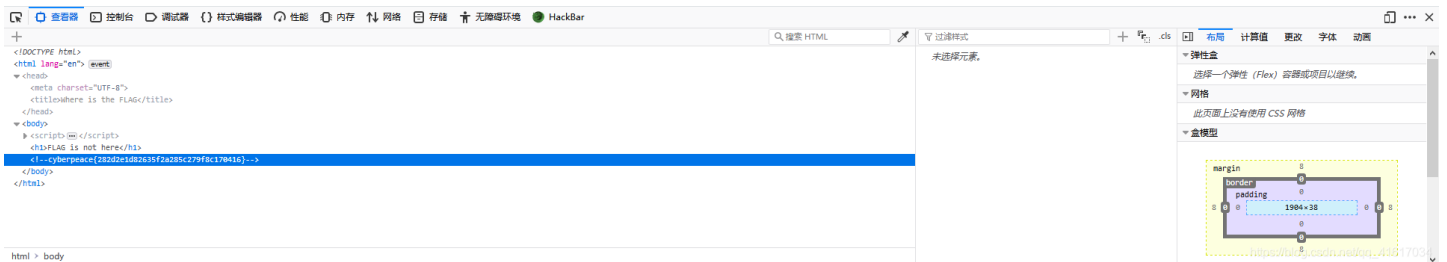 查看器 控制台 调试器 {} 样式编辑器 性能 内存 网络 存储 无障碍环境 HackBar
搜索 HTML
过滤样式
.cls
布局 计算值 更改 字体 动画
<!DOCTYPE html>
<html lang="en"> event
<head>
<meta charset="UTF-8">
<title>Where is the FLAG</title>
</head>
<body>
<script> ••• </script>
<h1>FLAG is not here</h1>
<!--cyberpeace{282d2e1d82635f2a285c279f8c170416}-->
</body>
</html>
html > body
未选择元素。
弹性盒
选择一个弹性（Flex）容器或项目以继续。
网格
此页面上没有使用 CSS 网格
盒模型
margin 8
border 0
padding 0
8 0 0 1904×38 0 0 8
0
0
8